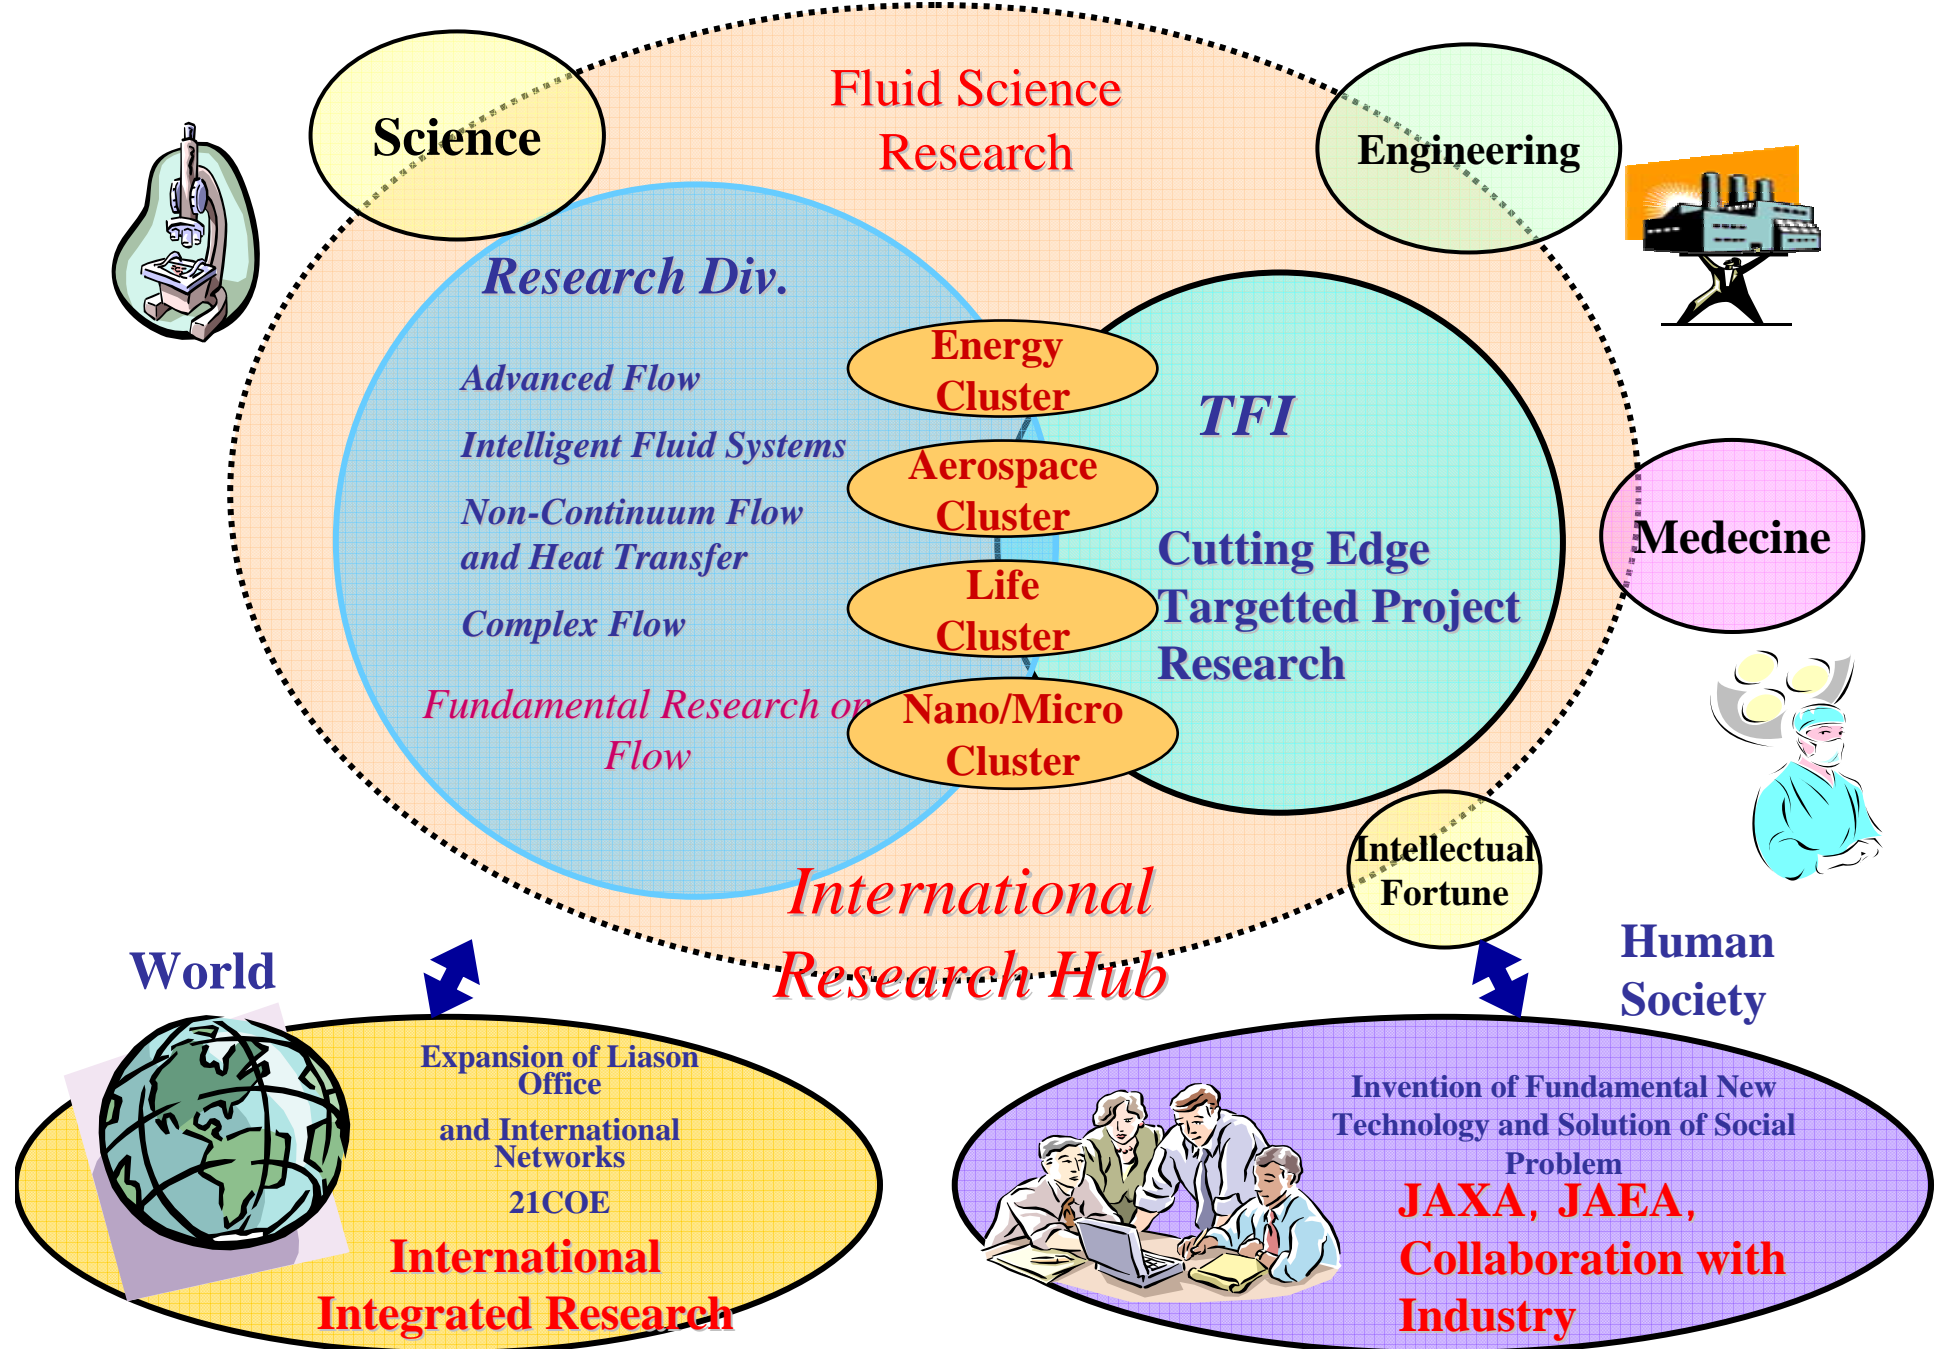 Fluid Science
Research
Science
Engineering
Research Div.
Advanced Flow
Intelligent Fluid Systems
Non-Continuum Flow
and Heat Transfer
Complex Flow
Fundamental Research on
Flow
Energy
Cluster
Aerospace
Cluster
Life
Cluster
Nano/Micro
Cluster
TFI
Cutting Edge
Targetted Project
Research
Medecine
Intellectual
Fortune
International
Research Hub
World
Human
Society
Expansion of Liason
Office
and International
Networks
21COE
International
Integrated Research
Invention of Fundamental New
Technology and Solution of Social
Problem
JAXA, JAEA,
Collaboration with
Industry